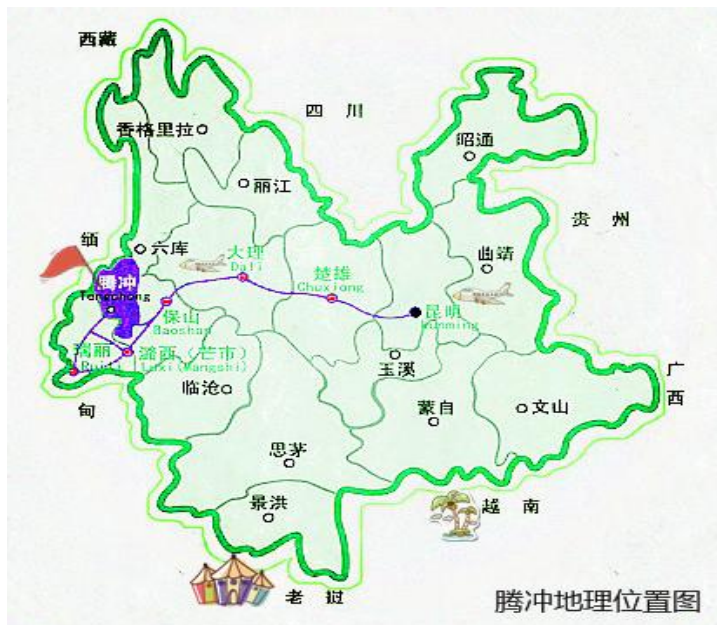 西藏
四 川
香格里拉
昭通
丽江
贵 州
缅
六库
大理
Dali
曲靖
腾冲
Tengchong
楚雄
Chuxiong
昆明
Kunming
保山
Baoshan
瑞丽
Ruili
潞西（芒市）
Luxi(Mangshi)
玉溪
广
西
临沧
甸
蒙自
文山
思茅
景洪
越 南
老 挝
腾冲地理位置图